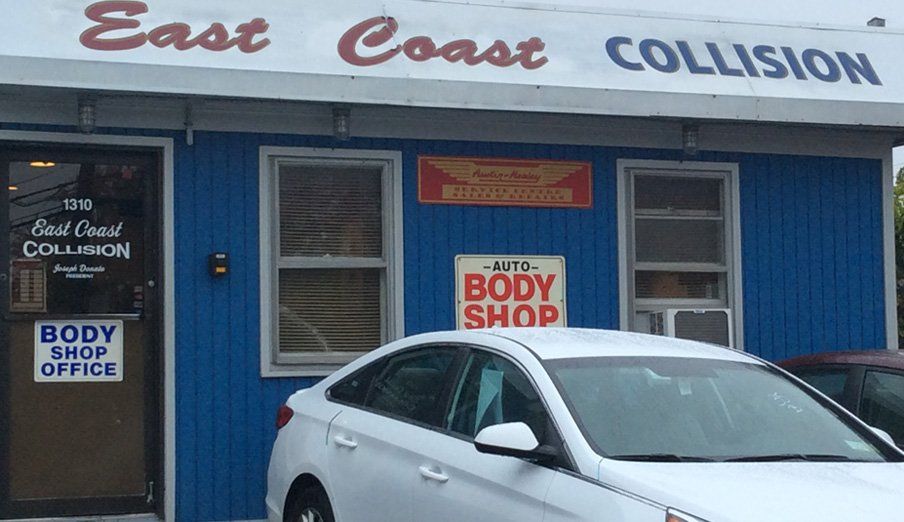 East Coast COLLISION
1310
East Coast
COLLISION
Joseph Donato
PRESIDENT
BODY
SHOP
OFFICE
Austin-Healey
SERVICE CENTRE
SALES & REPAIRS
-AUTO-
BODY
SHOP